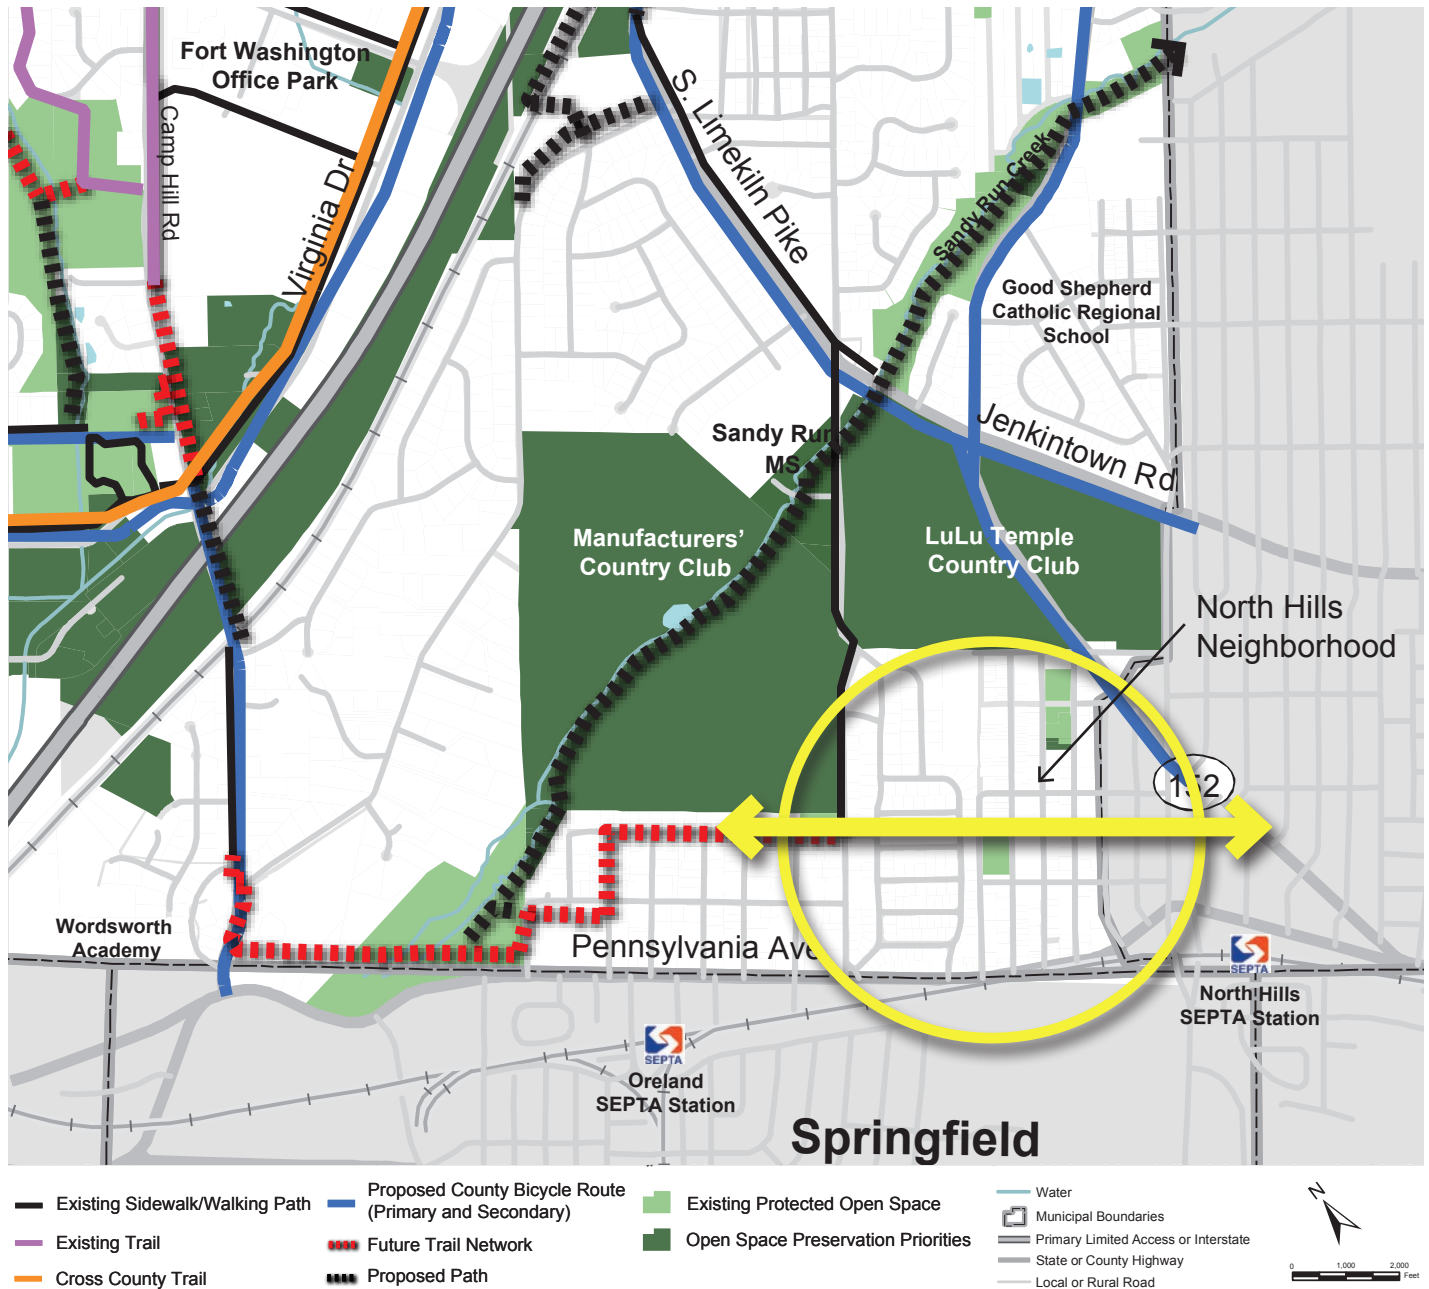 Fort Washington
Office Park
Camp Hill Rd
Virginia Dr
S. Limekiln Pike
Sandy Run Creek
Good Shepherd
Catholic Regional
School
Jenkintown Rd
Sandy Run
MS
Manufacturers'
Country Club
LuLu Temple
Country Club
North Hills
Neighborhood
152
Wordsworth
Academy
Pennsylvania Ave
SEPTA
North Hills
SEPTA Station
SEPTA
Oreland
SEPTA Station
Springfield
Existing Sidewalk/Walking Path
Existing Trail
Cross County Trail
Proposed County Bicycle Route
(Primary and Secondary)
Future Trail Network
Proposed Path
Existing Protected Open Space
Open Space Preservation Priorities
Water
Municipal Boundaries
Primary Limited Access or Interstate
State or County Highway
Local or Rural Road
N
0 1,000 2,000
Feet